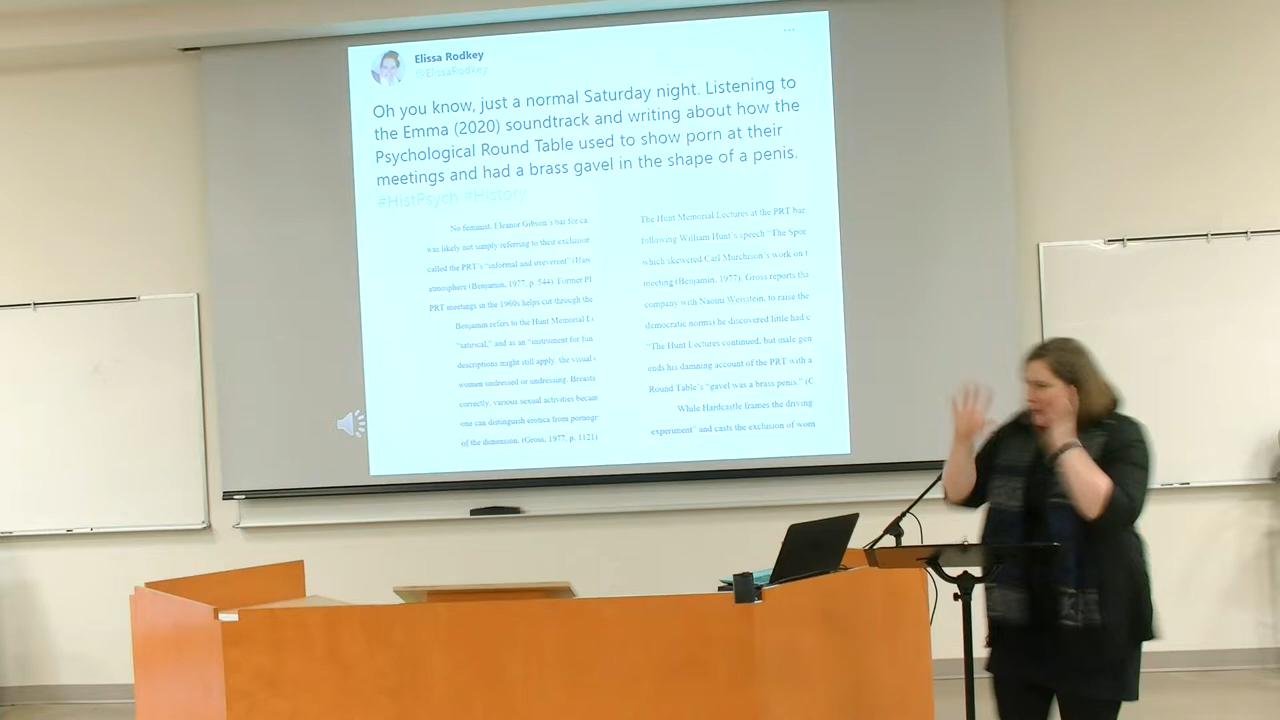 Elissa Rodkey
@ElissaRodkey
Oh you know, just a normal Saturday night. Listening to
the Emma (2020) soundtrack and writing about how the
Psychological Round Table used to show porn at their
meetings and had a brass gavel in the shape of a penis.
#HistPsych #History
No feminist, Eleanor Gibson's bar for ca
was likely not simply referring to their exclusion
called the PRT's "informal and irreverent" (Hars
atmosphere (Benjamin, 1977, p. 544). Former PI
PRT meetings in the 1960s helps cut through the
Benjamin refers to the Hunt Memorial L
"satirical," and as an "instrument for fun
descriptions might still apply, the visual
women undressed or undressing. Breasts
correctly, various sexual activities becam
one can distinguish erotica from pornogr
of the dimension. (Gross, 1977, p. 1121)
The Hunt Memorial Lectures at the PRT bar
following William Hunt's speech "The Spor
which skewered Carl Murchison's work on t
meeting (Benjamin, 1977). Gross reports tha
company with Naomi Weisstein, to raise the
democratic norms) he discovered little had c
"The Hunt Lectures continued, but male gen
ends his damning account of the PRT with a
Round Table's "gavel was a brass penis." (C
While Hardcastle frames the driving
experiment" and casts the exclusion of wom